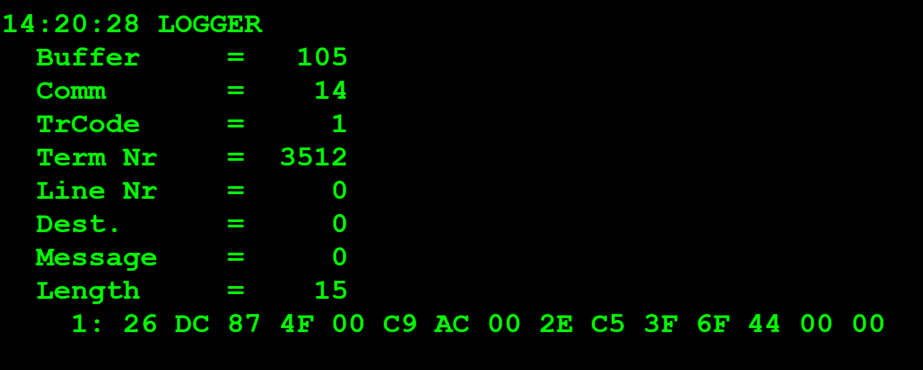 14:20:28 LOGGER
Buffer = 105
Comm = 14
TrCode = 1
Term Nr = 3512
Line Nr = 0
Dest. = 0
Message = 0
Length = 15
1: 26 DC 87 4F 00 C9 AC 00 2E C5 3F 6F 44 00 00